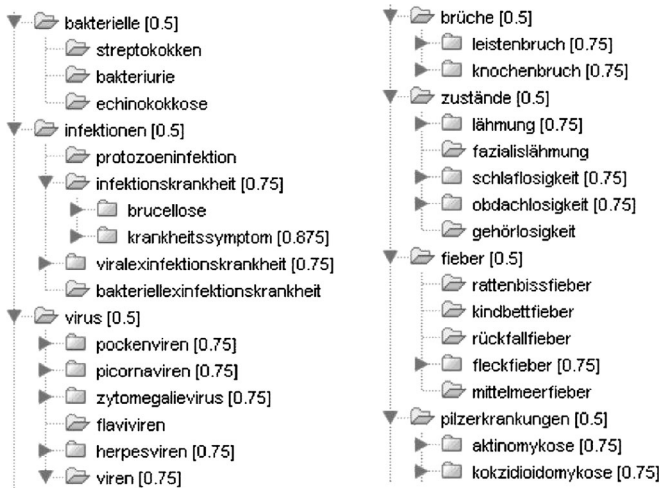 bakterielle [0.5]
streptokokken
bakteriurie
echinokokkose
infektionen [0.5]
protozoeninfektion
infektionskrankheit [0.75]
brucellose
krankheitssymptom [0.875]
viralexinfektionskrankheit [0.75]
bakteriellexinfektionskrankheit
virus [0.5]
pockenviren [0.75]
picornaviren [0.75]
zytomegalievirus [0.75]
flaviviren
herpesviren [0.75]
viren [0.75]
brüche [0.5]
leistenbruch [0.75]
knochenbruch [0.75]
zustände [0.5]
lähmung [0.75]
fazialislähmung
schlaflosigkeit [0.75]
obdachlosigkeit [0.75]
gehörlosigkeit
fieber [0.5]
rattenbissfieber
kindbettfieber
rückfallfieber
fleckfieber [0.75]
mittelmeerfieber
pilzerkrankungen [0.5]
aktinomykose [0.75]
kokzidioidomykose [0.75]